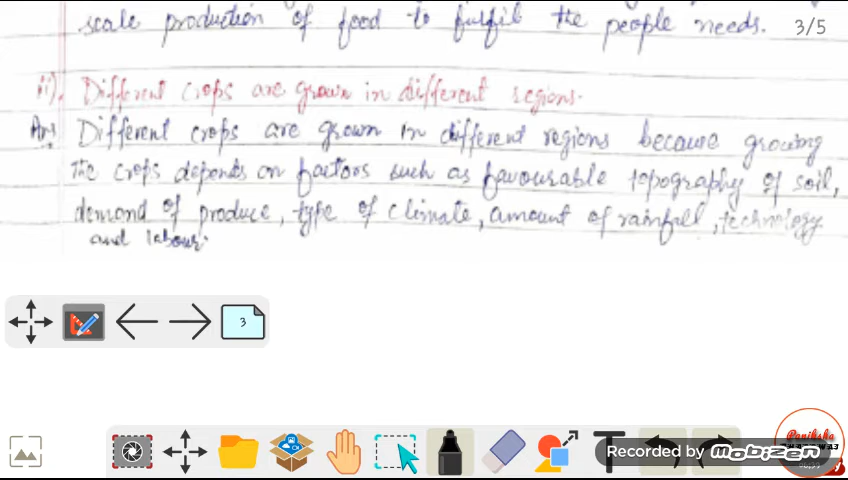 scale production of food to fulfil the people needs.
3/5
ii). Different crops are grown in different regions.
Ans Different crops are grown in different regions because growing
the crops depends on factors such as favourable topography of soil,
demand of produce, type of climate, amount of rainfall, technology
and labour.
3
T
Recorded by mobizen
Paniksha